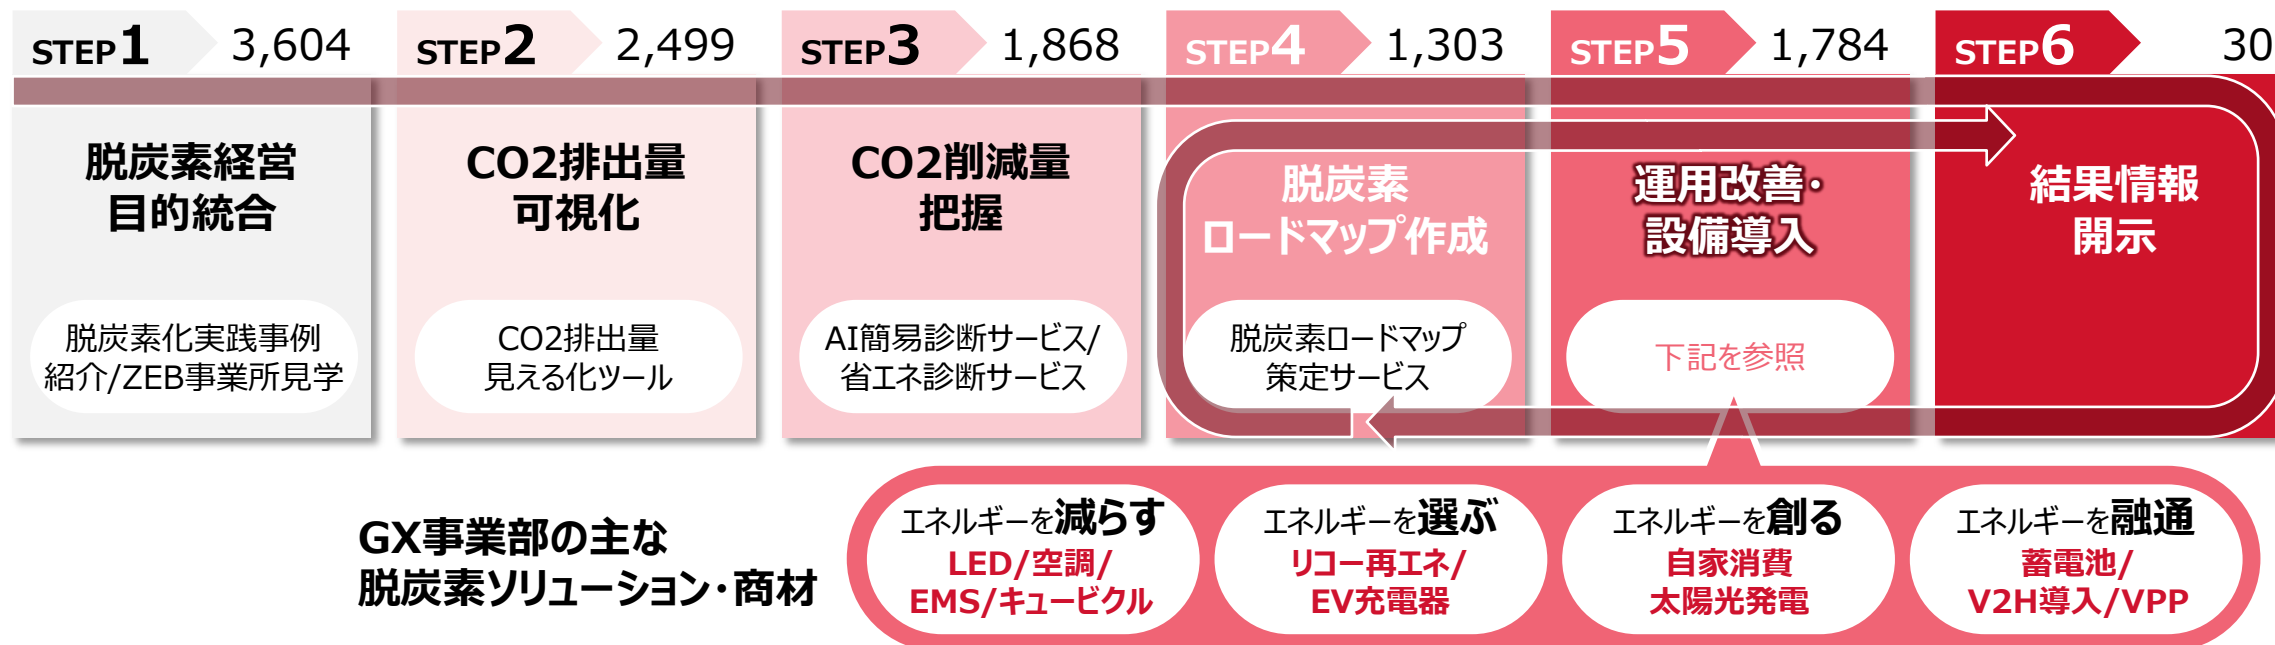 STEP1 3,604
STEP2 2,499
STEP3 1,868
STEP4 1,303
STEP5 1,784
STEP6 30
脱炭素経営
目的統合
CO2排出量
可視化
CO2削減量
把握
脱炭素
ロードマップ作成
運用改善・
設備導入
結果情報
開示
脱炭素化実践事例
紹介/ZEB事業所見学
CO2排出量
見える化ツール
AI簡易診断サービス/
省エネ診断サービス
脱炭素ロードマップ
策定サービス
下記を参照
GX事業部の主な
脱炭素ソリューション・商材
エネルギーを減らす
LED/空調/
EMS/キュービクル
エネルギーを選ぶ
リコー再エネ/
EV充電器
エネルギーを創る
自家消費
太陽光発電
エネルギーを融通
蓄電池/
V2H導入/VPP